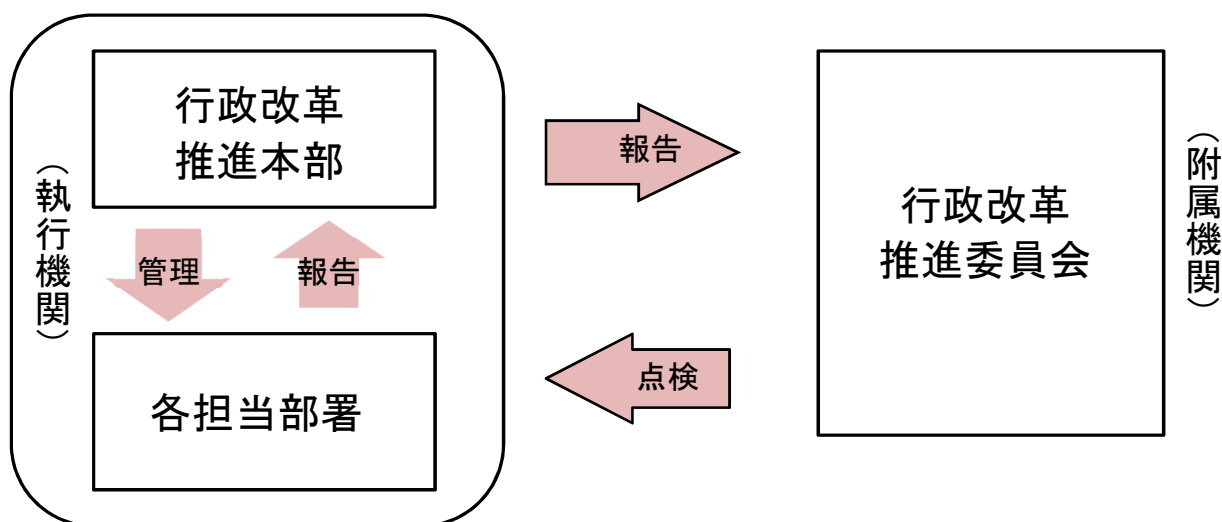 行政改革
推進本部
（執行機関）
管理
報告
各担当部署
報告
点検
行政改革
推進委員会
（附属機関）